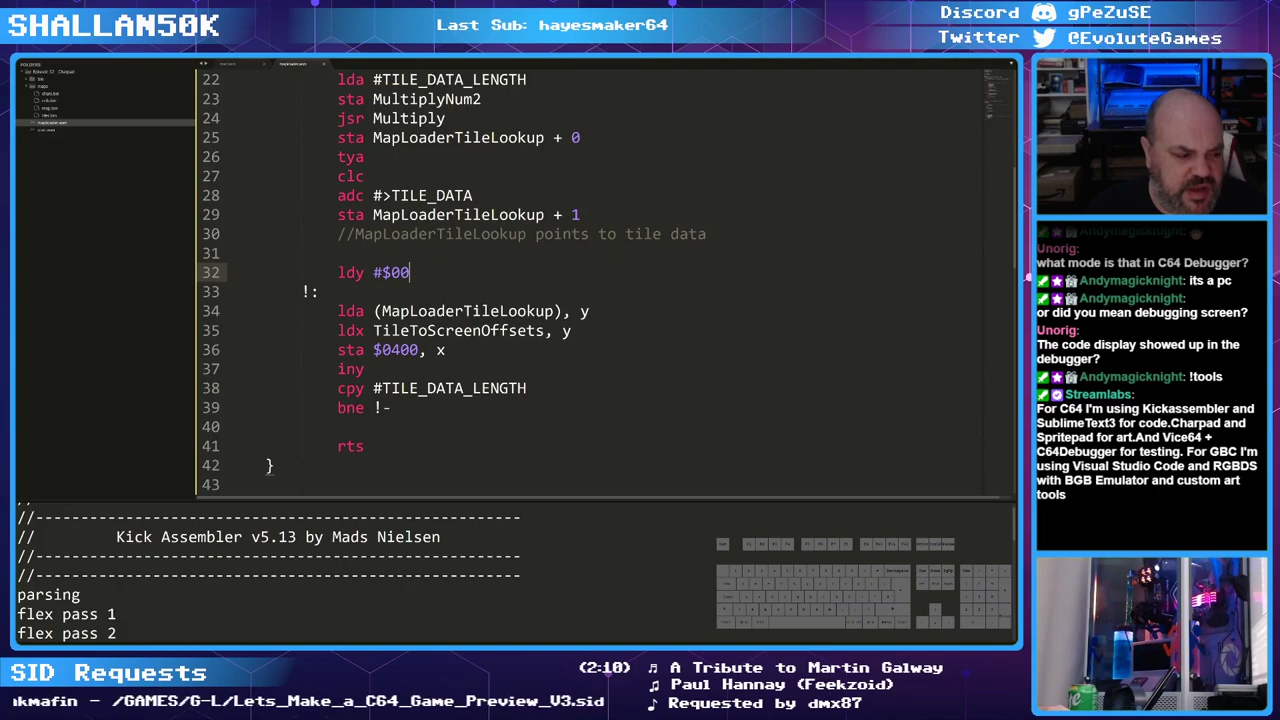 SHALLAN50K
Last Sub: hayesmaker64
Discord gPeZuSE
Twitter @EvoluteGames
FOLDERS
22 lda #TILE_DATA_LENGTH
23 sta MultiplyNum2
24 jsr Multiply
25 sta MapLoaderTileLookup + 0
26 tya
27 clc
28 adc #>TILE_DATA
29 sta MapLoaderTileLookup + 1
30 //MapLoaderTileLookup points to tile data
31
32 ldy #$00
33 !:
34 lda (MapLoaderTileLookup), y
35 ldx TileToScreenOffsets, y
36 sta $0400, x
37 iny
38 cpy #TILE_DATA_LENGTH
39 bne !-
40
41 rts
42 }
43
//------------------------------------------------------
// Kick Assembler v5.13 by Mads Nielsen
//------------------------------------------------------
//------------------------------------------------------
parsing
flex pass 1
flex pass 2
Unorig:
what mode is that in C64 Debugger?
Andymagicknight: its a pc
Andymagicknight:
or did you mean debugging screen?
Unorig:
The code display showed up in the
debugger?
Andymagicknight: !tools
Streamlabs:
For C64 I'm using Kickassembler and
SublimeText3 for code.Charpad and
Spritepad for art.And Vice64 +
C64Debugger for testing. For GBC I'm
using Visual Studio Code and RGBDS
with BGB Emulator and custom art
tools
SID Requests
ıkmafin - /GAMES/G-L/Lets_Make_a_C64_Game_Preview_V3.sid
(2:10) ♫ A Tribute to Martin Galway
♫ Paul Hannay (Feekzoid)
♪ Requested by dmx87